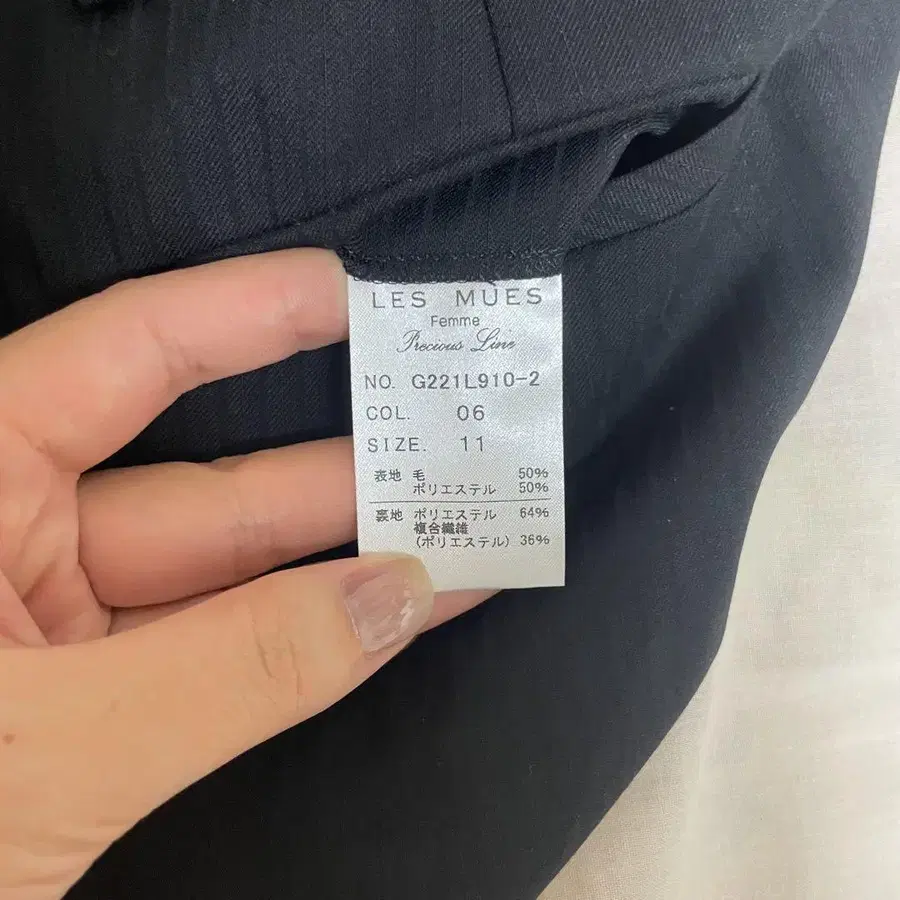 LES MUES
Femme
Precious Line
NO. G221L910-2
COL. 06
SIZE. 11
表地 毛 50%
ポリエステル 50%
裏地 ポリエステル 64%
複合繊維
(ポリエステル) 36%